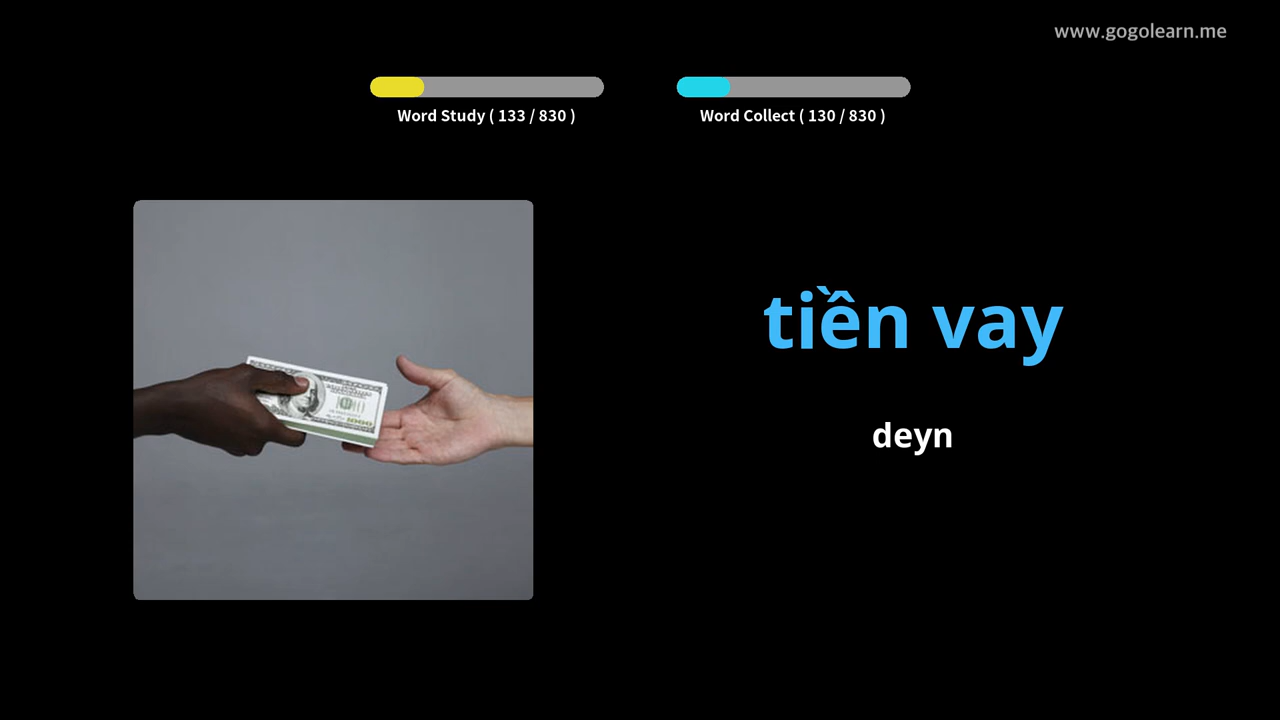 www.gogolearn.me
Word Study ( 133 / 830 )
Word Collect ( 130 / 830 )
tiền vay
deyn